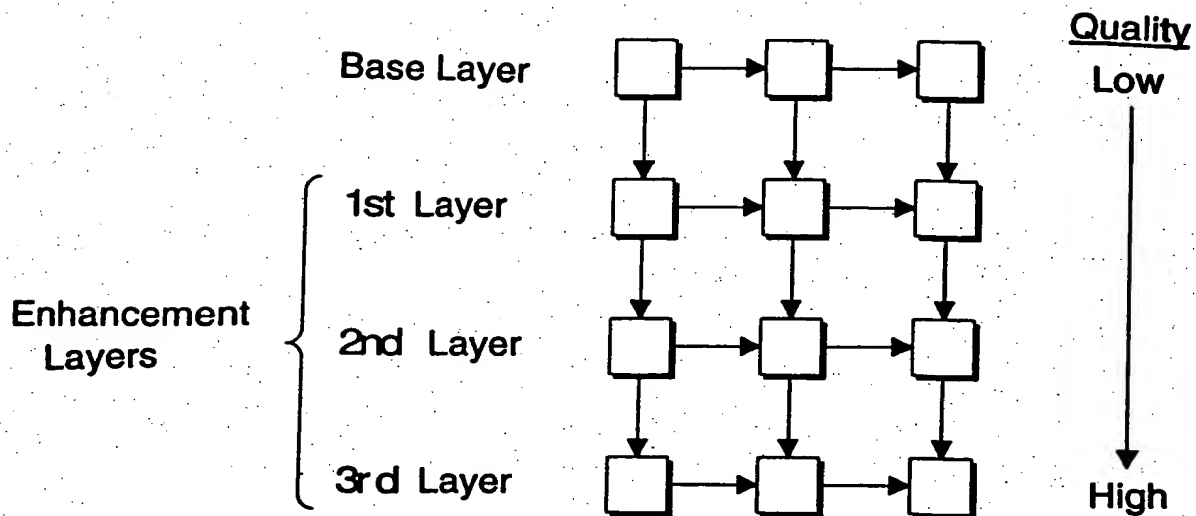 Quality
Base Layer
Low
1st Layer
Enhancement
Layers
2nd Layer
3rd Layer
High